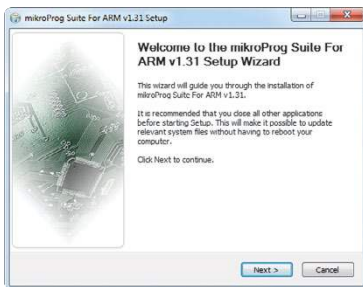 mikroProg Suite For ARM v1.31 Setup
Welcome to the mikroProg Suite For
ARM v1.31 Setup Wizard
This wizard will guide you through the installation of
mikroProg Suite For ARM v1.31.
It is recommended that you close all other applications
before starting Setup. This will make it possible to update
relevant system files without having to reboot your
computer.
Click Next to continue.
Next >
Cancel